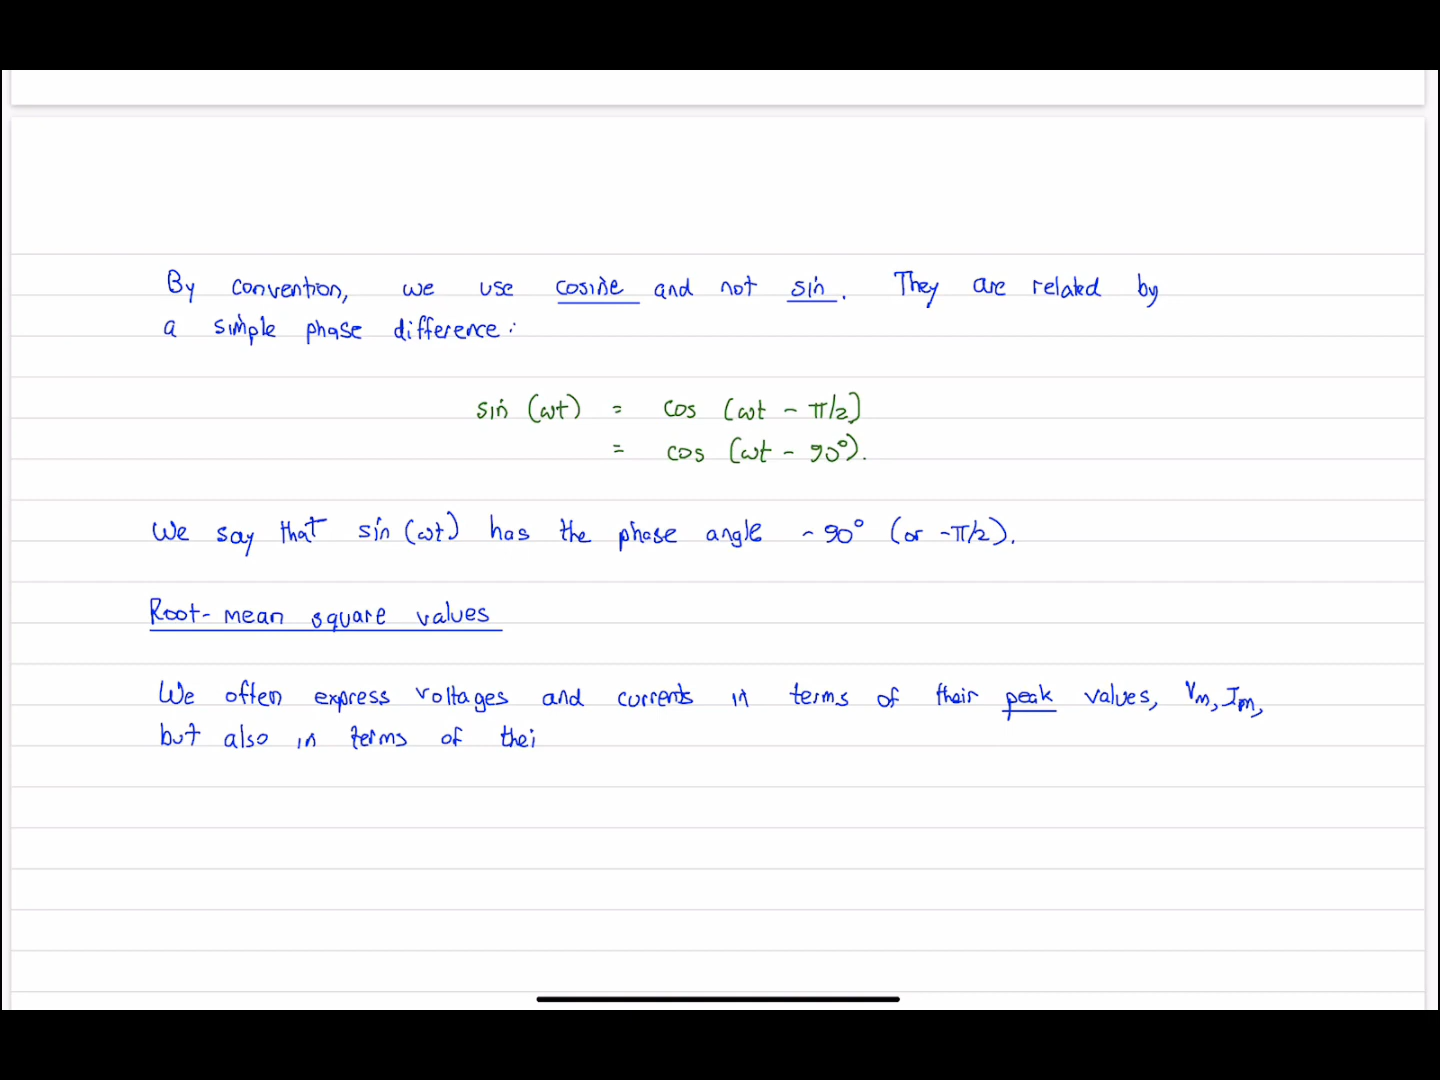 By convention, we use cosine and not sin. They are related by
a simple phase difference:
sin (ωt) = cos (ωt - π/2)
= cos (ωt - 90°).
We say that sin (ωt) has the phase angle -90° (or -π/2).
Root-mean square values
We often express voltages and currents in terms of their peak values, Vm, Im,
but also in terms of thei